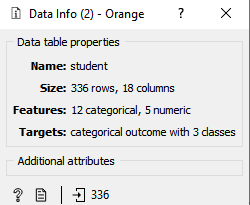 Data Info (2) - Orange ? ×
Data table properties
Name: student
Size: 336 rows, 18 columns
Features: 12 categorical, 5 numeric
Targets: categorical outcome with 3 classes
Additional attributes
? 336